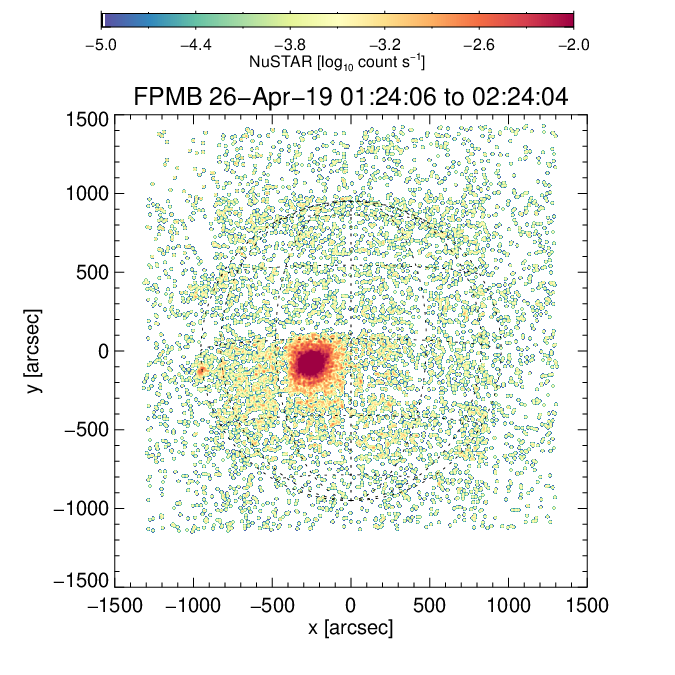 −5.0 −4.4 −3.8 −3.2 −2.6 −2.0
NuSTAR [log₁₀ count s⁻¹]
FPMB 26−Apr−19 01:24:06 to 02:24:04
1500
1000
500
0
−500
−1000
−1500
y [arcsec]
−1500 −1000 −500 0 500 1000 1500
x [arcsec]